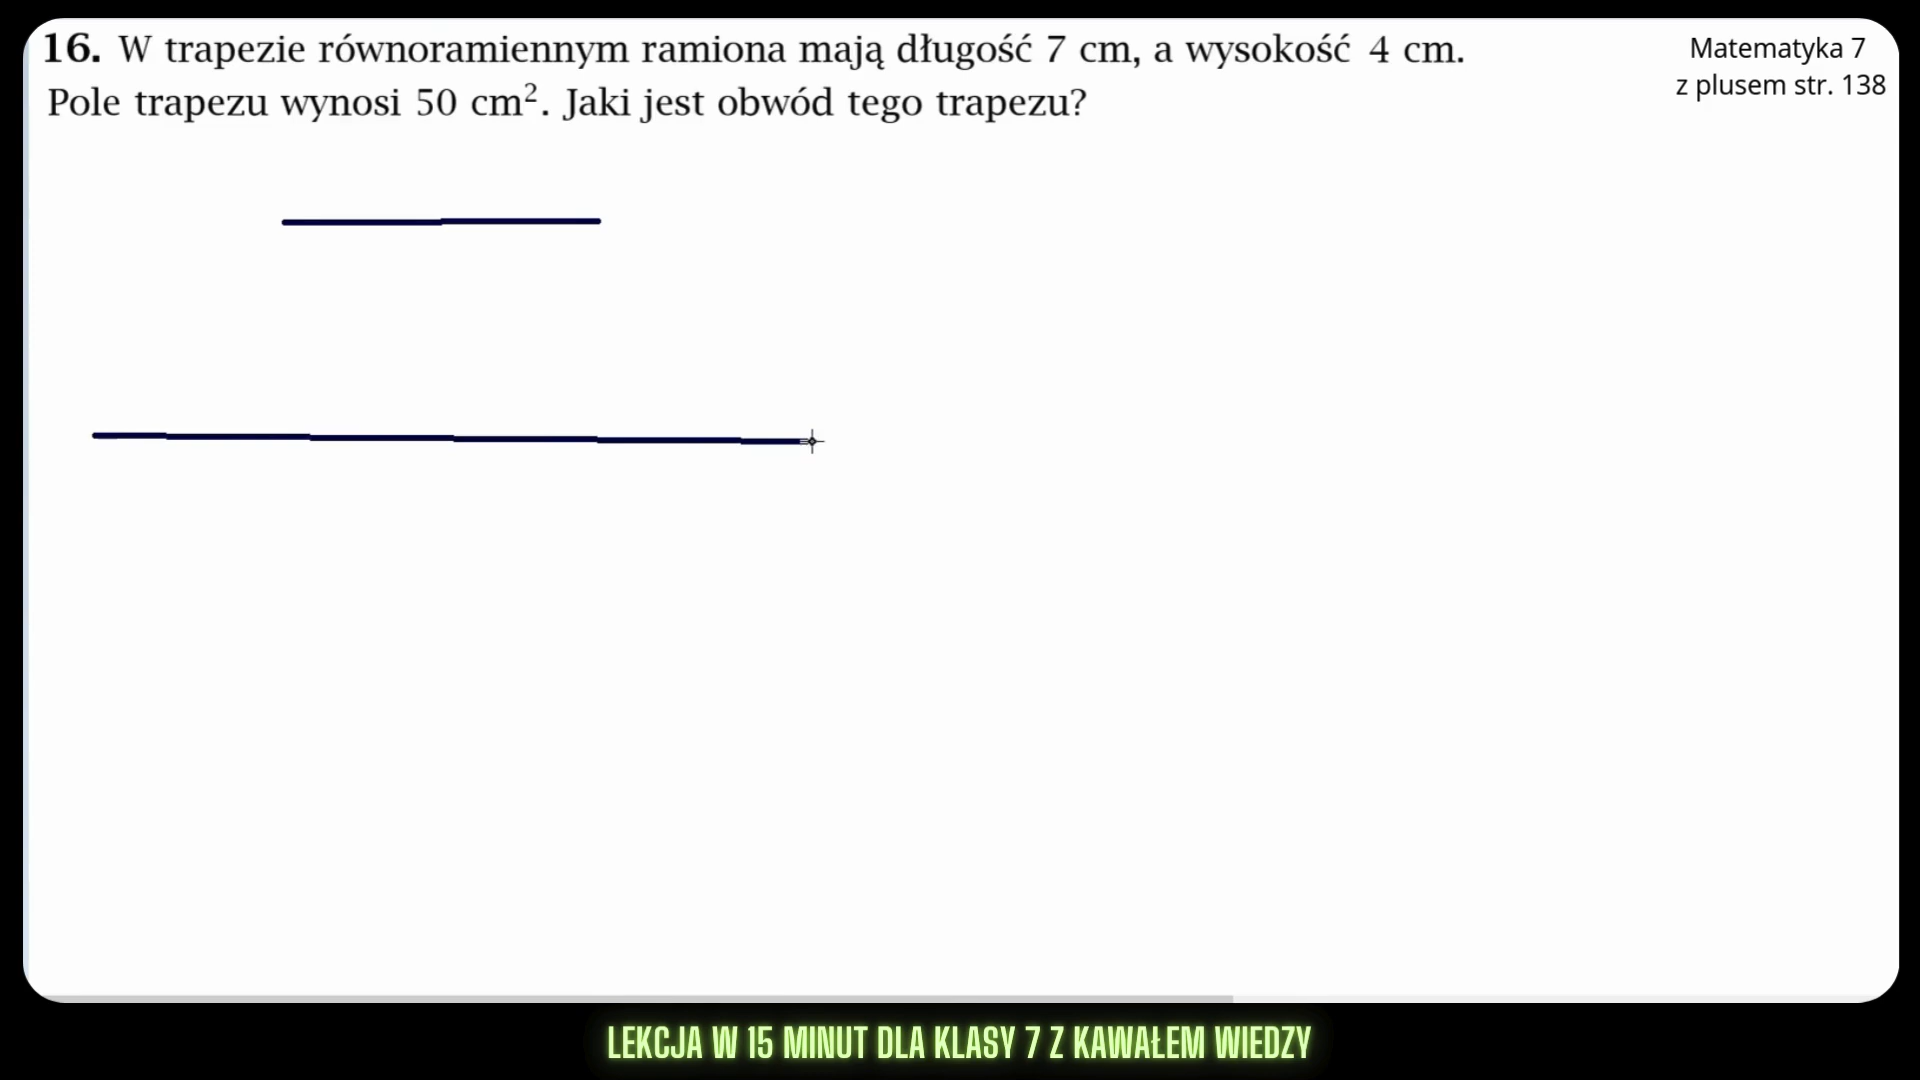 16. W trapezie równoramiennym ramiona mają długość 7 cm, a wysokość 4 cm.
Pole trapezu wynosi 50 cm². Jaki jest obwód tego trapezu?
Matematyka 7
z plusem str. 138
LEKCJA W 15 MINUT DLA KLASY 7 Z KAWAŁEM WIEDZY